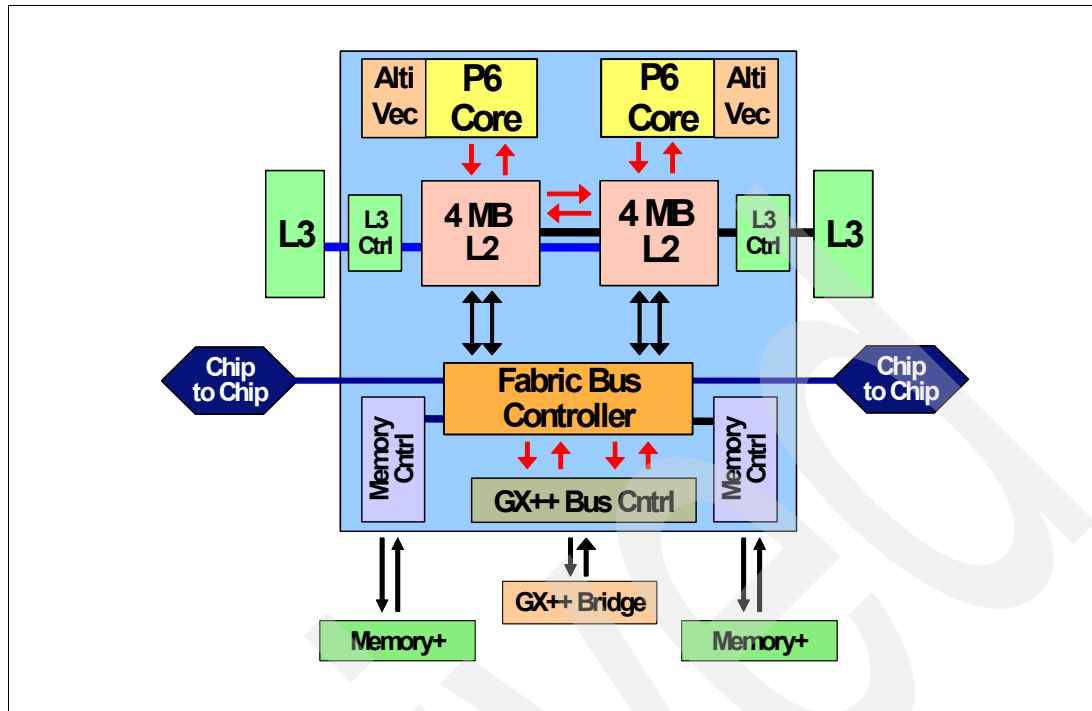 Alti
Vec
P6
Core
P6
Core
Alti
Vec
L3
L3
Ctrl
4 MB
L2
4 MB
L2
L3
Ctrl
L3
Chip
to Chip
Fabric Bus
Controller
Chip
to Chip
Memory
Cntrl
GX++ Bus Cntrl
Memory
Cntrl
GX++ Bridge
Memory+
Memory+